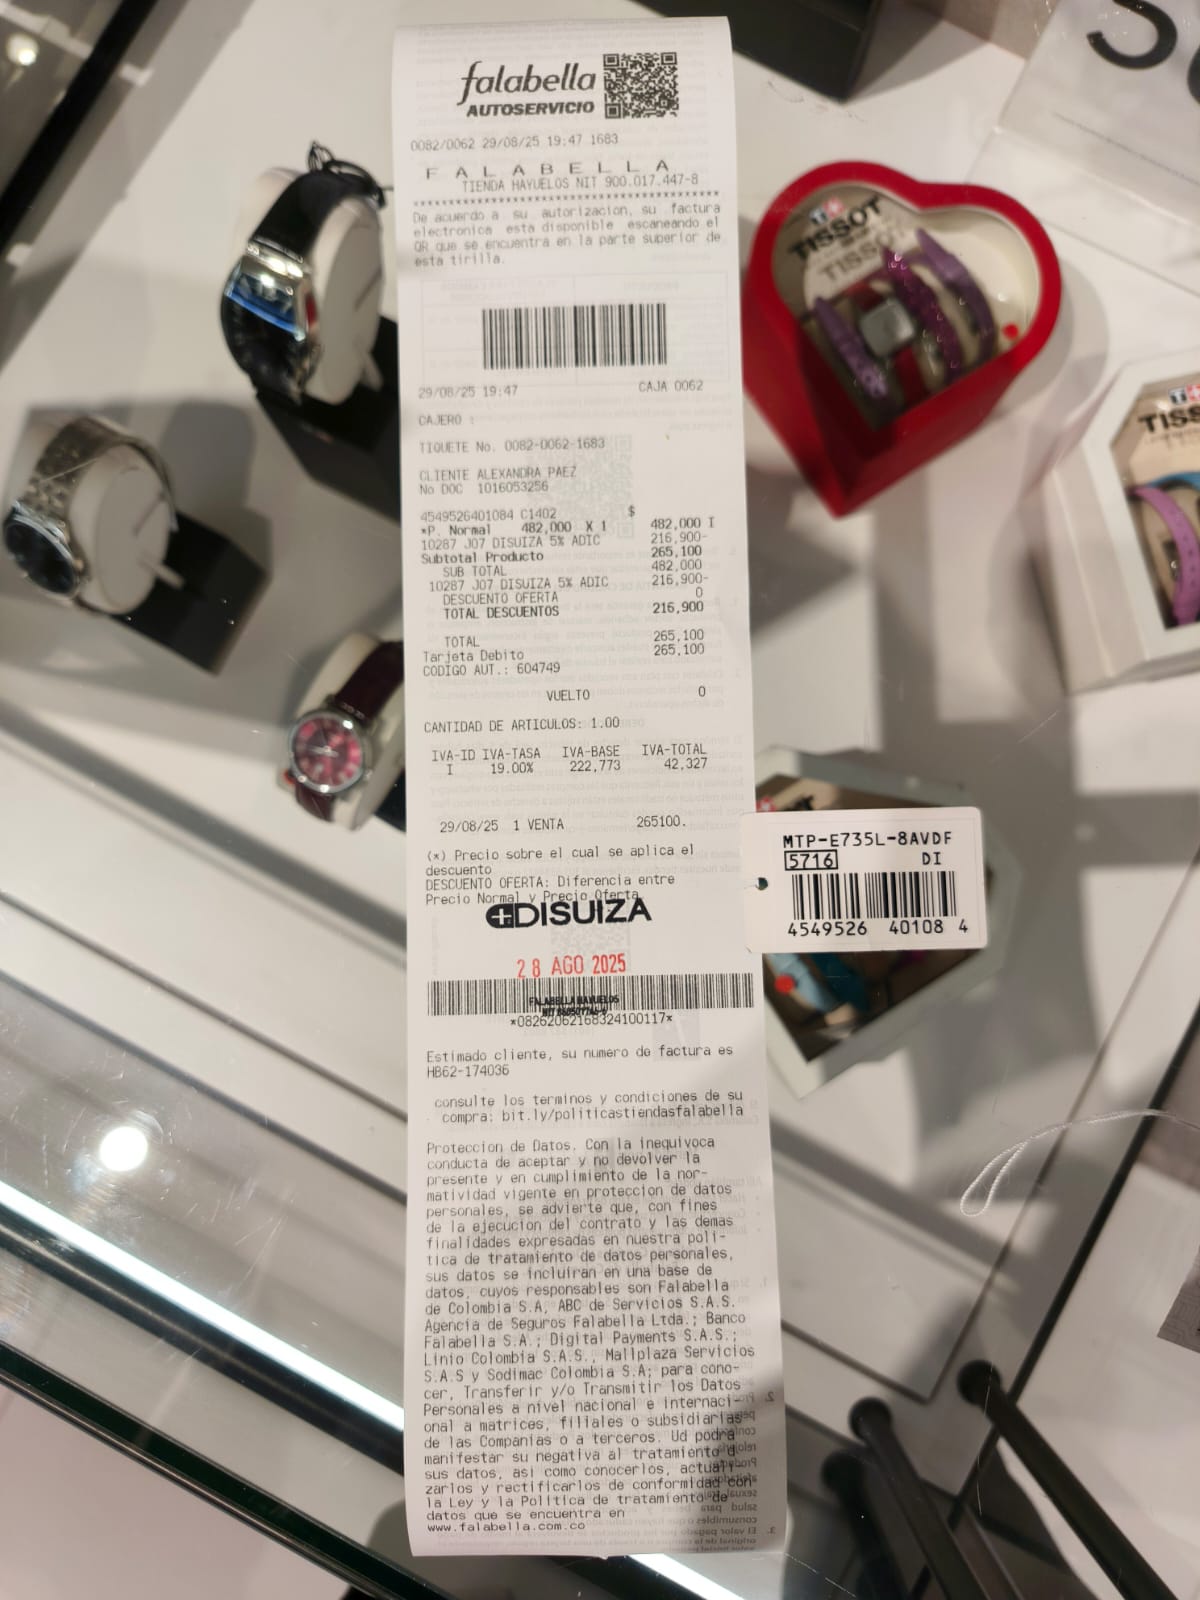 falabella
AUTOSERVICIO
0082/0062 29/08/25 19:47 1683
F A L A B E L L A
TIENDA HAYUELOS NIT 900.017.447-8
****************************************
De acuerdo a su autorizacion, su factura
electronica esta disponible escaneando el
QR que se encuentra en la parte superior de
esta tirilla.
29/08/25 19:47 CAJA 0062
CAJERO :
TIQUETE No. 0082-0062-1683
CLIENTE ALEXANDRA PAEZ
No DOC 1016053256
4549526401084 C1402 $
*P. Normal 482,000 X 1 482,000 I
10287 J07 DISUIZA 5% ADIC 216,900-
Subtotal Producto 265,100
SUB TOTAL 482,000
10287 J07 DISUIZA 5% ADIC 216,900-
DESCUENTO OFERTA 0
TOTAL DESCUENTOS 216,900
TOTAL 265,100
Tarjeta Debito 265,100
CODIGO AUT.: 604749
VUELTO 0
CANTIDAD DE ARTICULOS: 1.00
IVA-ID IVA-TASA IVA-BASE IVA-TOTAL
I 19.00% 222,773 42,327
29/08/25 1 VENTA 265100.
(*) Precio sobre el cual se aplica el
descuento
DESCUENTO OFERTA: Diferencia entre
Precio Normal y Precio Oferta
DISUIZA
28 AGO 2025
FALABELLA HAYUELOS
*08262062168324100117*
Estimado cliente, su numero de factura es
HB62-174036
consulte los terminos y condiciones de su
compra: bit.ly/politicastiendasfalabella
Proteccion de Datos. Con la inequivoca
conducta de aceptar y no devolver la
presente y en cumplimiento de la nor-
matividad vigente en proteccion de datos
personales, se advierte que, con fines
de la ejecucion del contrato y las demas
finalidades expresadas en nuestra poli-
tica de tratamiento de datos personales,
sus datos se incluiran en una base de
datos, cuyos responsables son Falabella
de Colombia S.A, ABC de Servicios S.A.S.
Agencia de Seguros Falabella Ltda.; Banco
Falabella S.A.; Digital Payments S.A.S.;
Linio Colombia S.A.S., Mallplaza Servicios
S.A.S y Sodimac Colombia S.A; para cono-
cer, Transferir y/o Transmitir los Datos
Personales a nivel nacional e internaci-
onal a matrices, filiales o subsidiarias
de las Companias o a terceros. Ud podra
manifestar su negativa al tratamiento d
sus datos, asi como conocerlos, actuali-
zarlos y rectificarlos de conformidad con
la Ley y la Politica de tratamiento de
datos que se encuentra en
www.falabella.com.co
MTP-E735L-8AVDF
5716 DI
4549526 40108 4
TISSOT
TISSOT
TISS